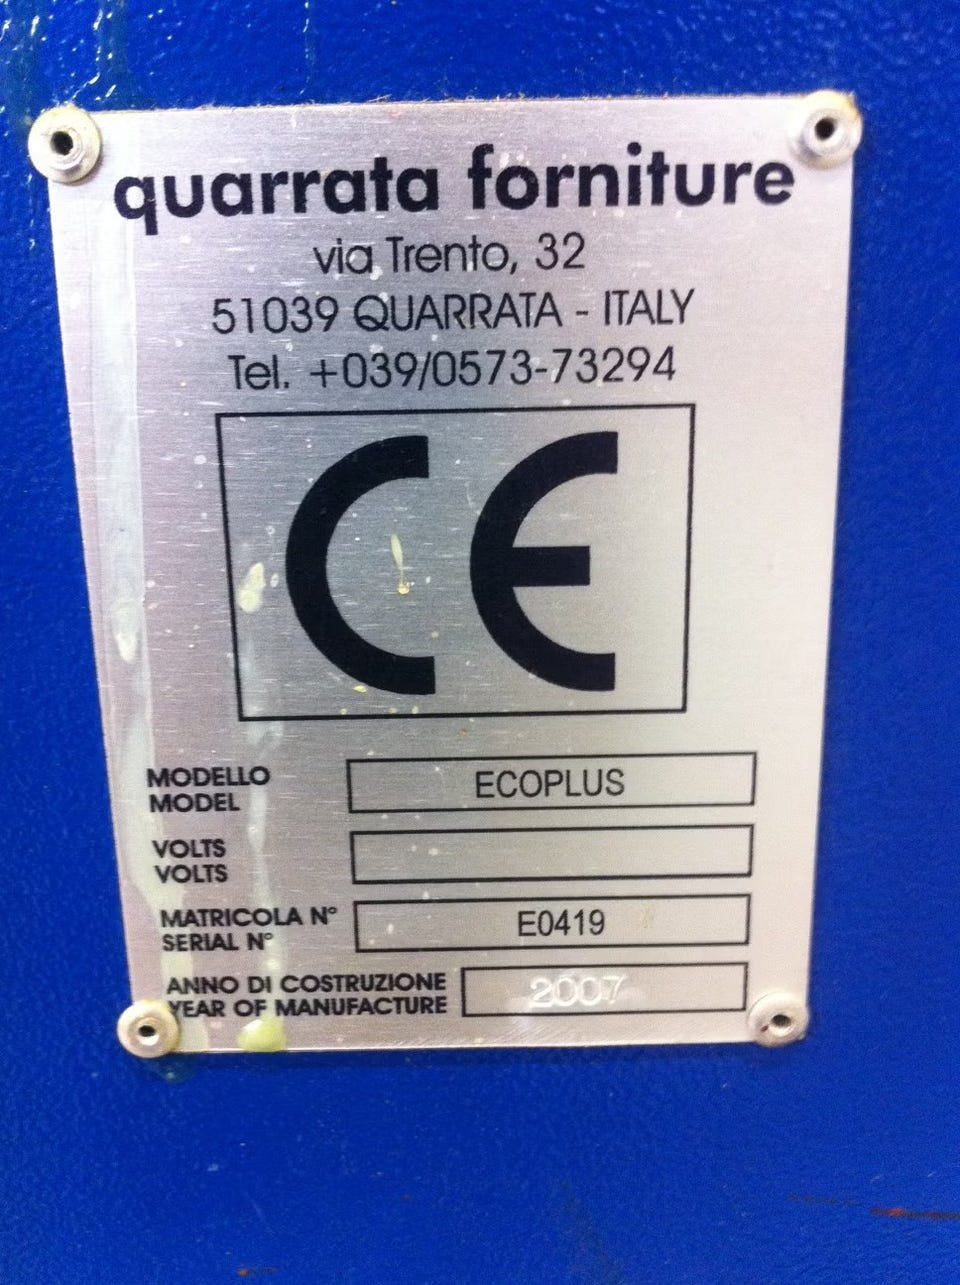 quarrata forniture
via Trento, 32
51039 QUARRATA - ITALY
Tel. +039/0573-73294
CE
MODELLO
MODEL
ECOPLUS
VOLTS
VOLTS
MATRICOLA N°
SERIAL N°
E0419
ANNO DI COSTRUZIONE
YEAR OF MANUFACTURE
2007